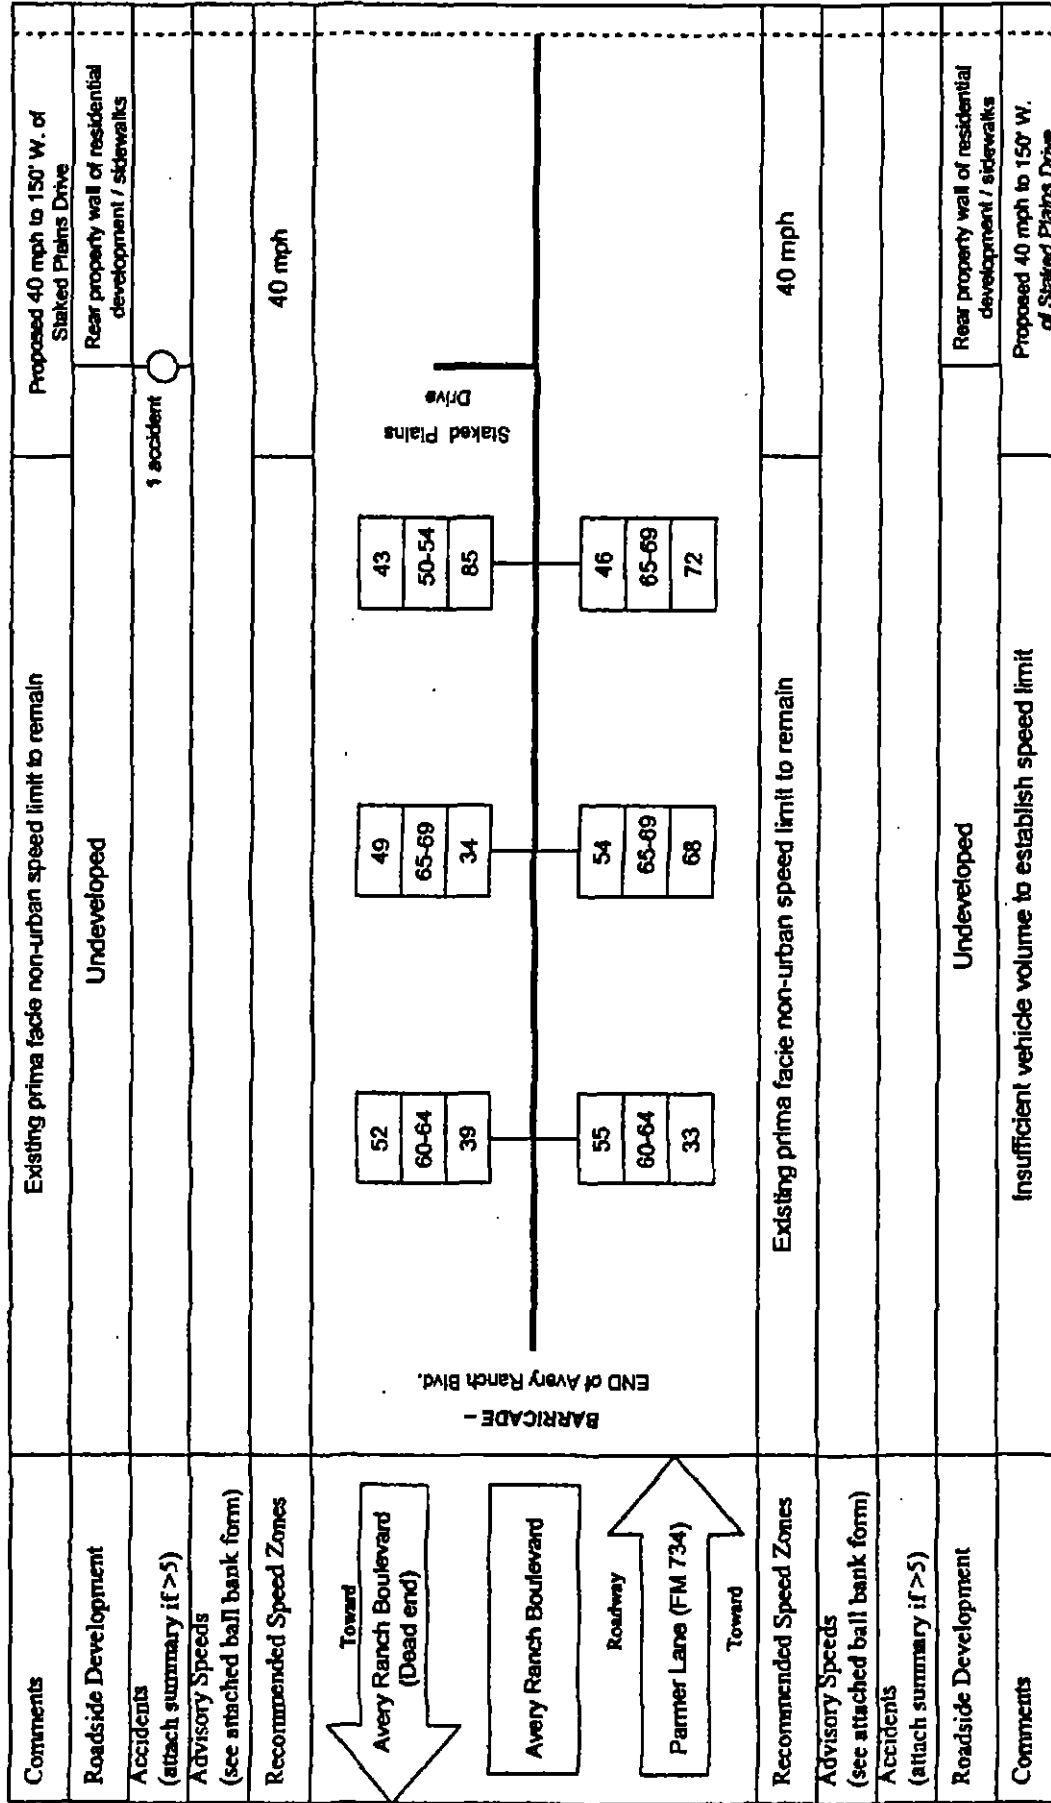 Comments
Existing prima facie non-urban speed limit to remain
Proposed 40 mph to 150' W. of
Staked Plains Drive
Roadside Development
Undeveloped
Rear property wall of residential
development / sidewalks
Accidents
(attach summary if >5)
1 accident
Advisory Speeds
(see attached ball bank form)
Recommended Speed Zones
40 mph
Toward
Avery Ranch Boulevard
(Dead end)
Avery Ranch Boulevard
Roadway
Parmer Lane (FM 734)
Toward
BARRICADE –
END of Avery Ranch Blvd.
52
60-64
39
55
60-64
33
49
65-69
34
54
65-69
68
43
50-54
85
46
65-69
72
Staked Plains
Drive
Recommended Speed Zones
Existing prima facie non-urban speed limit to remain
40 mph
Advisory Speeds
(see attached ball bank form)
Accidents
(attach summary if >5)
Roadside Development
Undeveloped
Rear property wall of residential
development / sidewalks
Comments
Insufficient vehicle volume to establish speed limit
Proposed 40 mph to 150' W.
of Staked Plains Drive